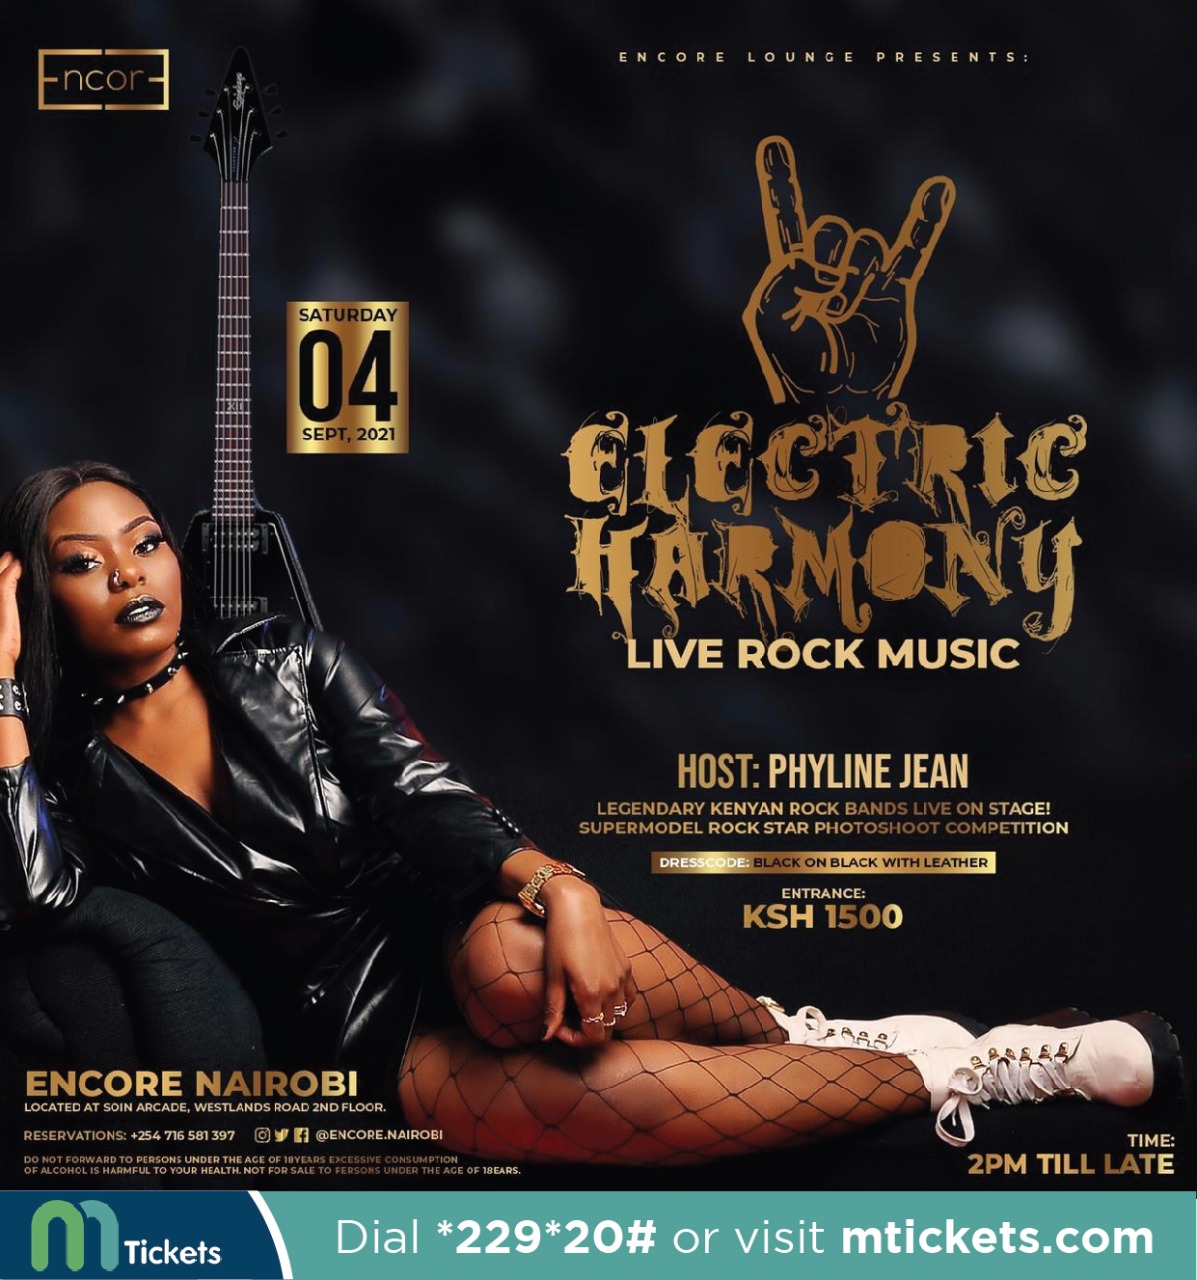 Encore
ENCORE LOUNGE PRESENTS:
SATURDAY
04
SEPT, 2021
ELECTRIC
HARMONY
LIVE ROCK MUSIC
HOST: PHYLINE JEAN
LEGENDARY KENYAN ROCK BANDS LIVE ON STAGE!
SUPERMODEL ROCK STAR PHOTOSHOOT COMPETITION
DRESSCODE: BLACK ON BLACK WITH LEATHER
ENTRANCE:
KSH 1500
ENCORE NAIROBI
LOCATED AT SOIN ARCADE, WESTLANDS ROAD 2ND FLOOR.
RESERVATIONS: +254 716 581 397 @ENCORE.NAIROBI
DO NOT FORWARD TO PERSONS UNDER THE AGE OF 18YEARS EXCESSIVE CONSUMPTION
OF ALCOHOL IS HARMFUL TO YOUR HEALTH. NOT FOR SALE TO PERSONS UNDER THE AGE OF 18EARS.
TIME:
2PM TILL LATE
m Tickets
Dial *229*20# or visit mtickets.com